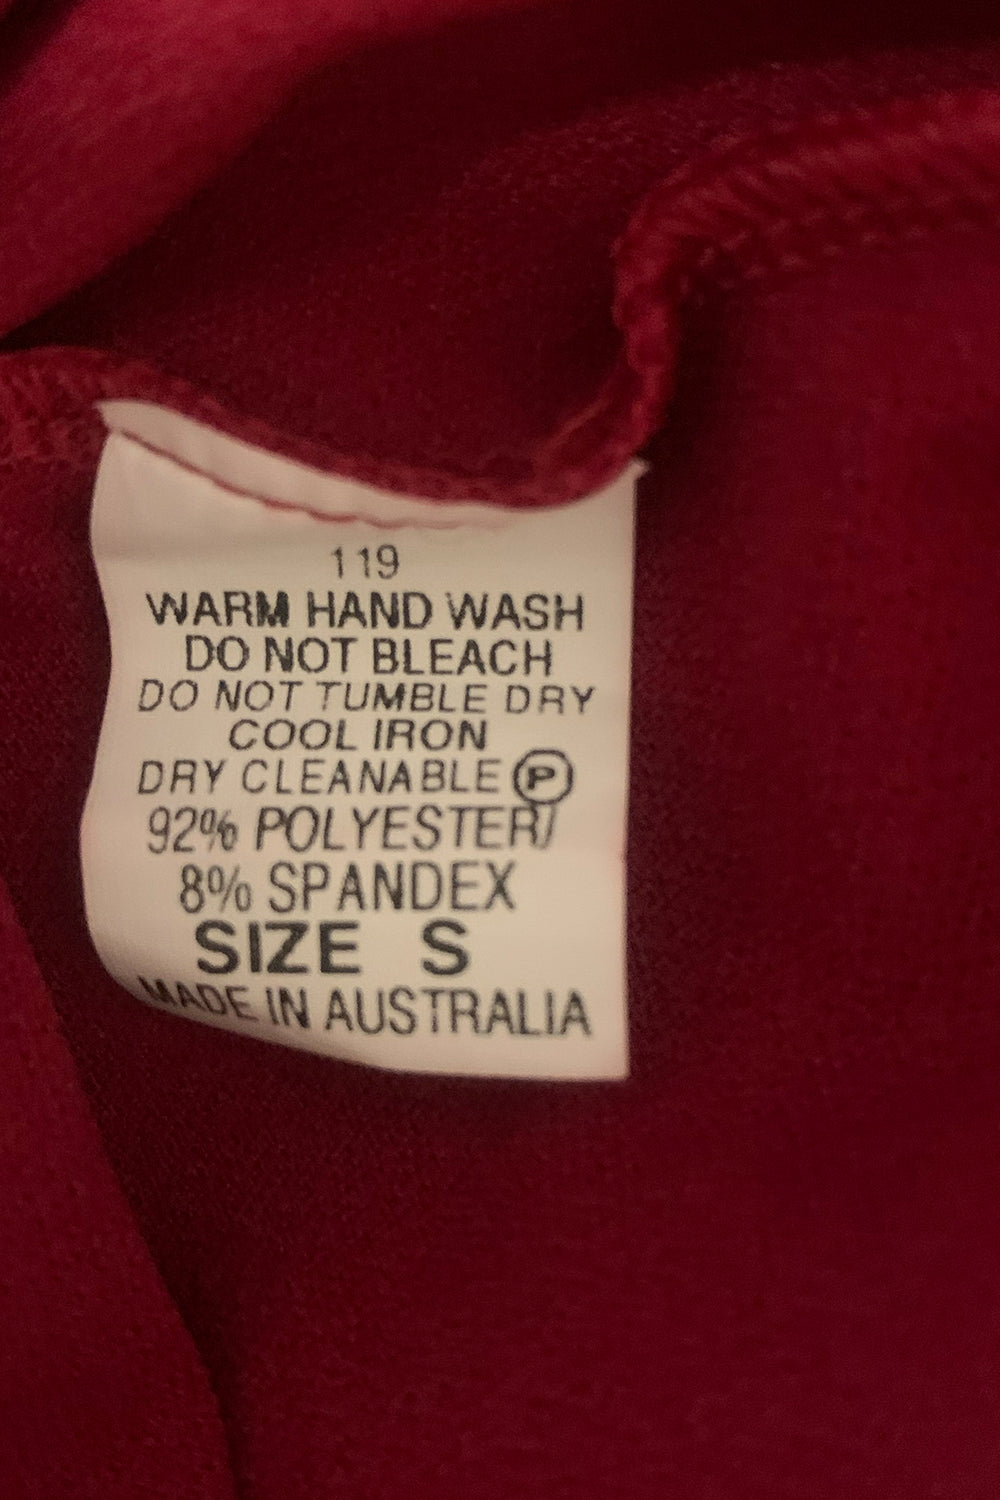 119
WARM HAND WASH
DO NOT BLEACH
DO NOT TUMBLE DRY
COOL IRON
DRY CLEANABLE Ⓟ
92% POLYESTER/
8% SPANDEX
SIZE S
MADE IN AUSTRALIA